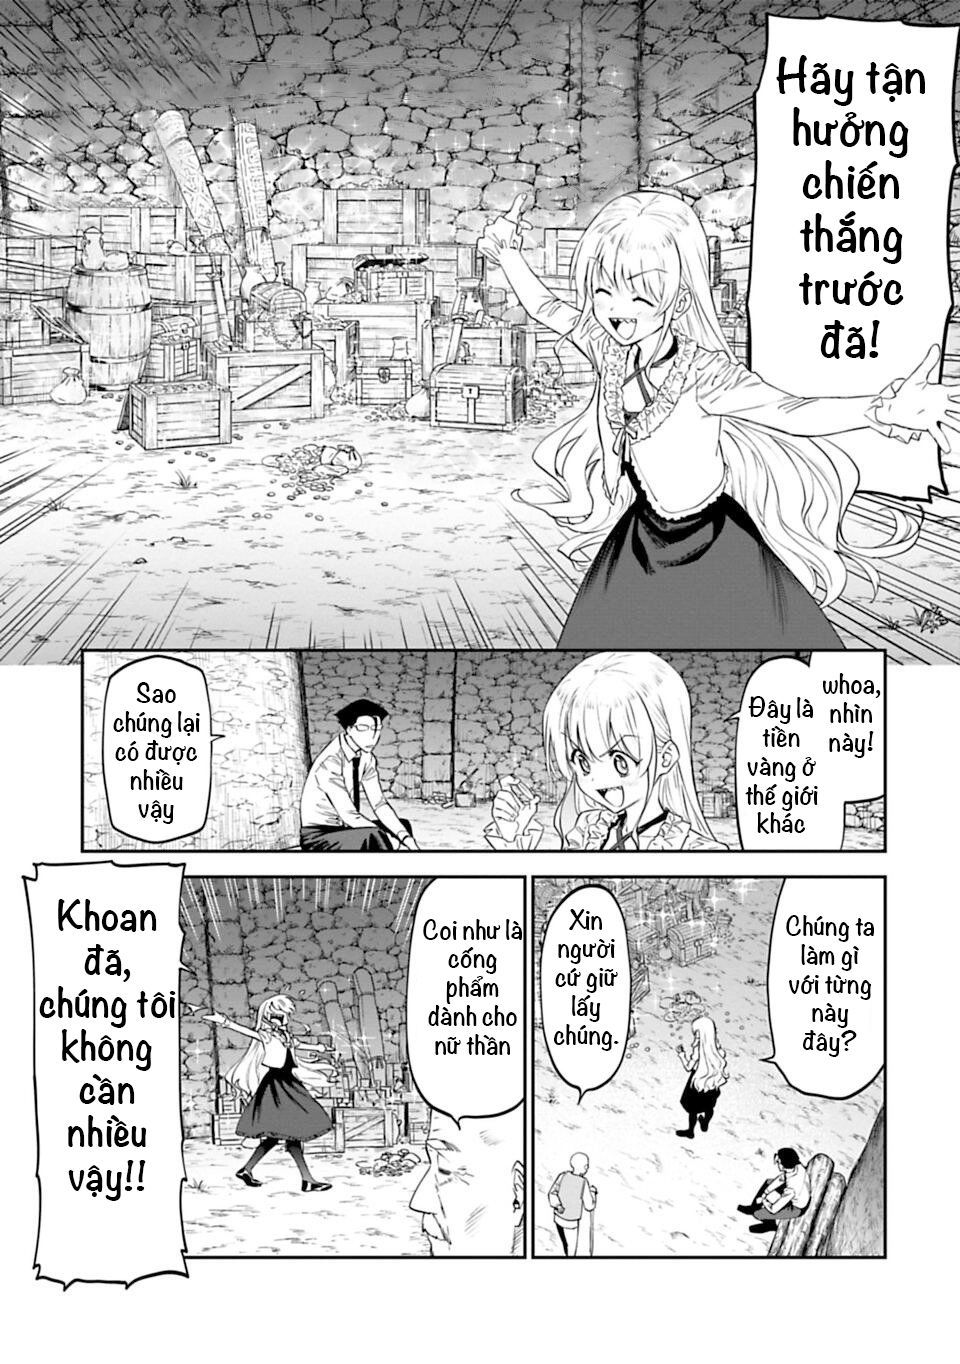 Hãy tận
hưởng
chiến
thắng
trước
đã!
whoa,
nhìn
này!
Đây là
tiền
vàng ở
thế giới
khác
Sao
chúng lại
có được
nhiều
vậy
Chúng ta
làm gì
với từng
này
đây?
Xin
người
cứ giữ
lấy
chúng.
Coi như là
cống
phẩm
dành cho
nữ thần
Khoan
đã,
chúng tôi
không
cần
nhiều
vậy!!